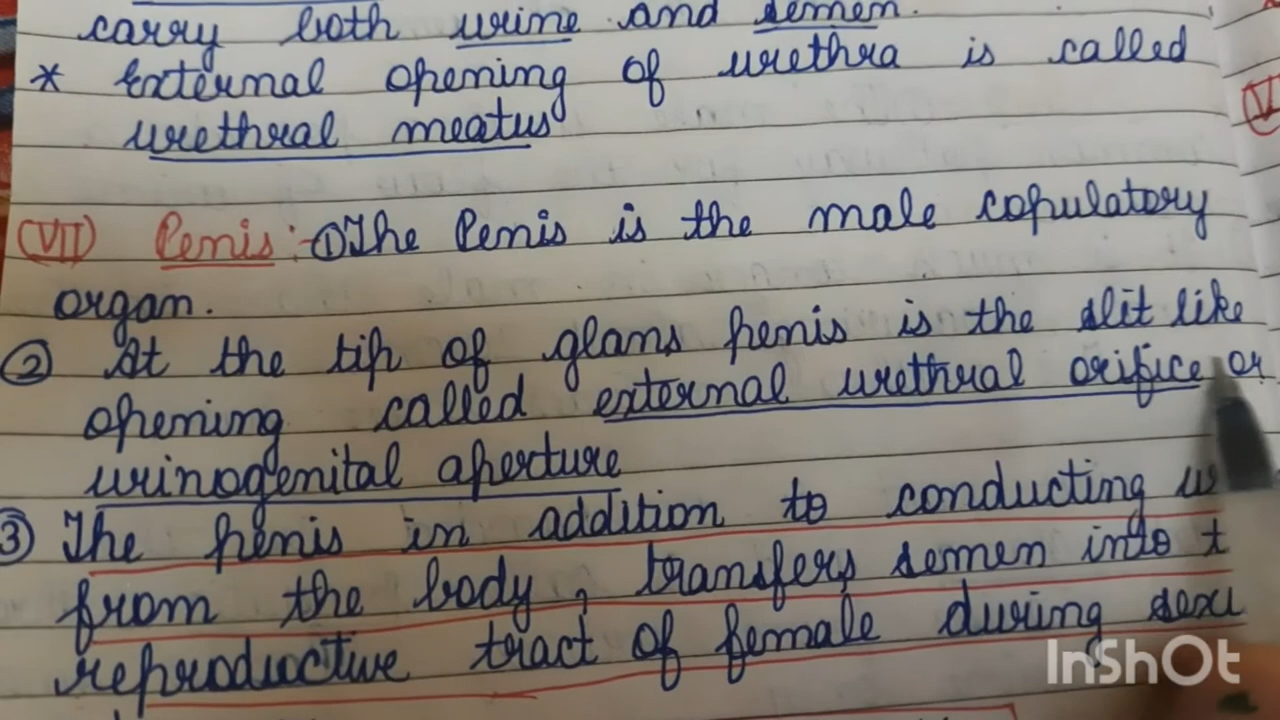 carry both urine and semen.
* External opening of urethra is called
urethral meatus
(VII) Penis:- ① The Penis is the male copulatory
organ.
② At the tip of glans penis is the slit like
opening called external urethral orifice or
urinogenital aperture
③ The penis in addition to conducting
from the body, transfers semen into t
reproductive tract of female during sexu
InShOt